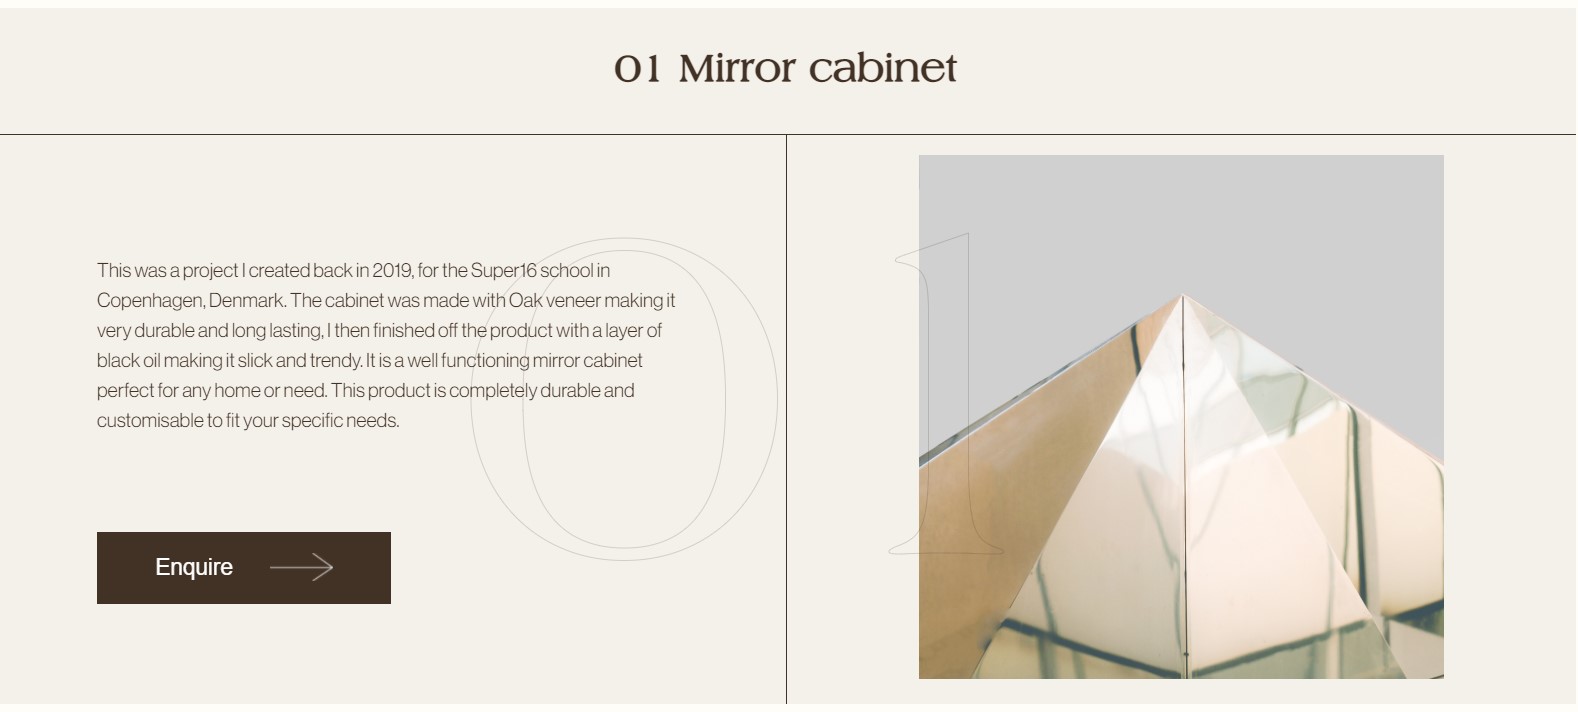 01 Mirror cabinet
This was a project I created back in 2019, for the Super16 school in
Copenhagen, Denmark. The cabinet was made with Oak veneer making it
very durable and long lasting, I then finished off the product with a layer of
black oil making it slick and trendy. It is a well functioning mirror cabinet
perfect for any home or need. This product is completely durable and
customisable to fit your specific needs.
01
Enquire